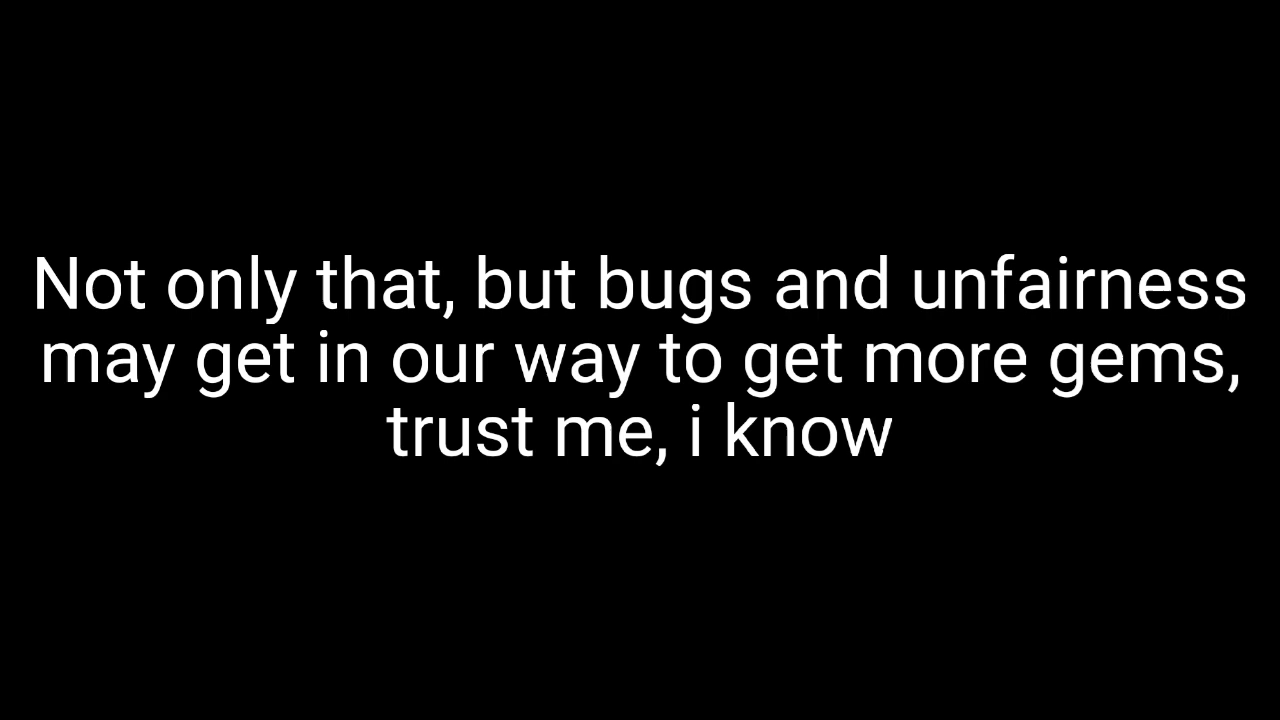 Not only that, but bugs and unfairness
may get in our way to get more gems,
trust me, i know